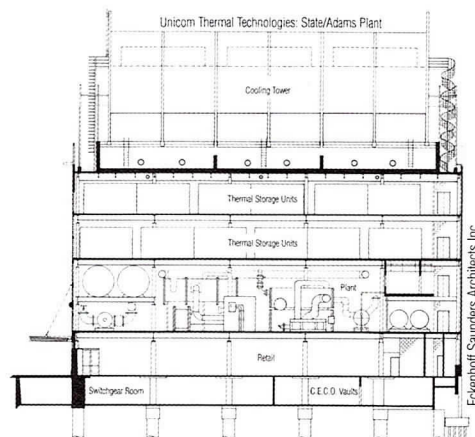 Unicom Thermal Technologies: State/Adams Plant
Cooling Tower
Thermal Storage Units
Thermal Storage Units
Plant
Retail
Switchgear Room
C.E.C.O. Vaults
Eckenhoff Saunders Architects Inc.